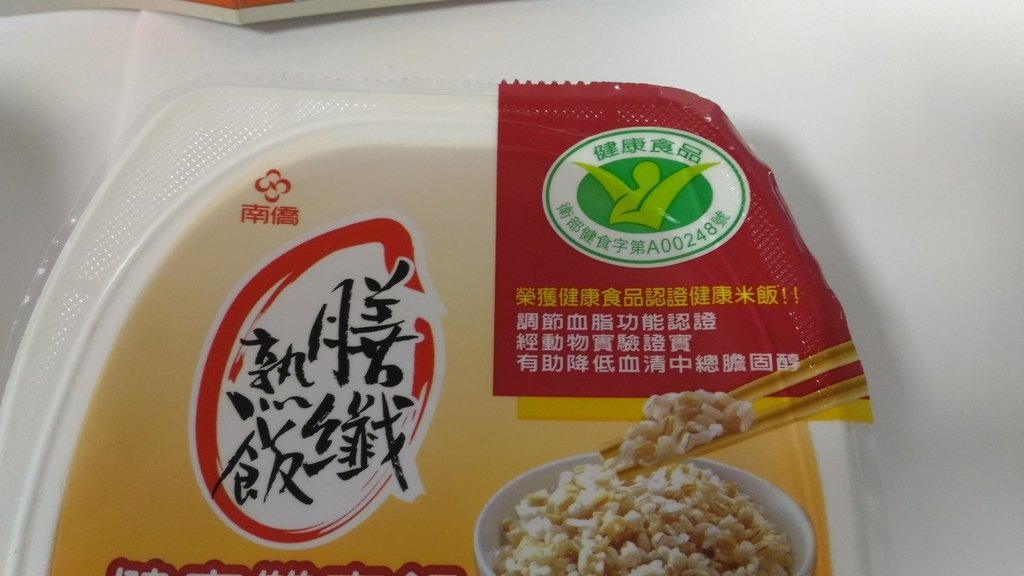 健康食品
衛部健食字第A00248號
南僑
膳纖熟飯
榮獲健康食品認證健康米飯!!
調節血脂功能認證
經動物實驗證實
有助降低血清中總膽固醇